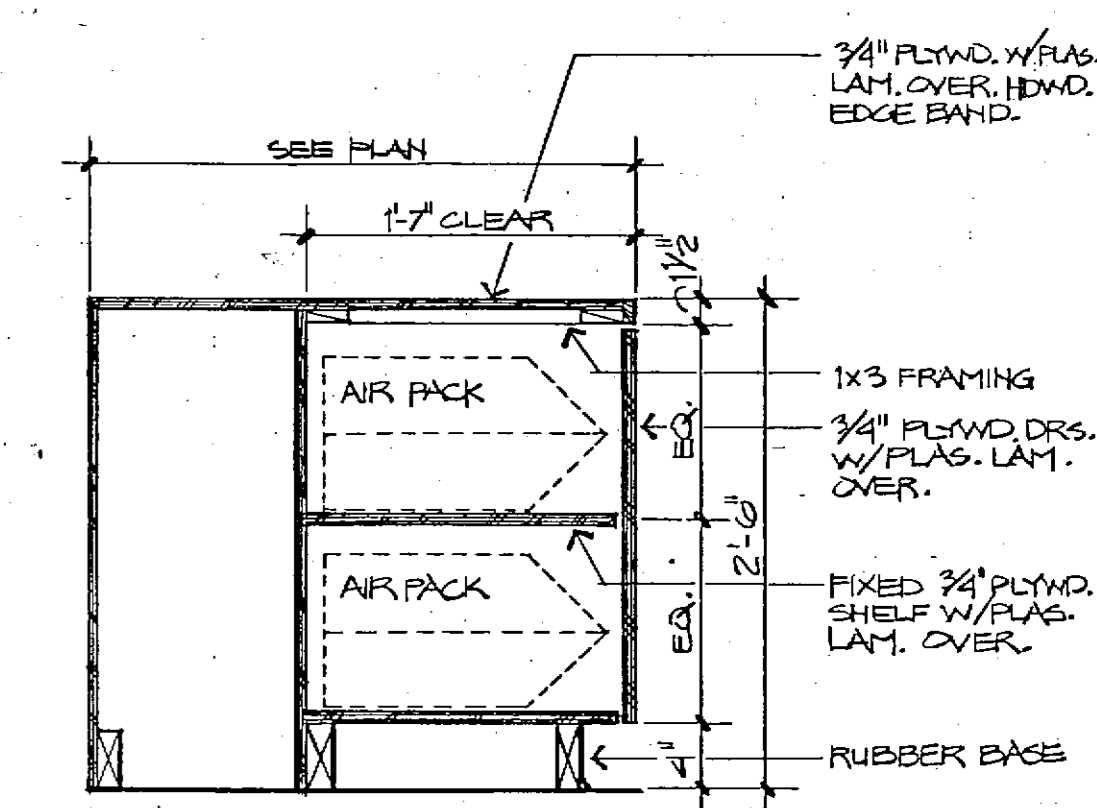 3/4" PLYWD. W/PLAS.
LAM. OVER. HDWD.
EDGE BAND.
SEE PLAN
1'-7" CLEAR
1 1/2"
AIR PACK
1x3 FRAMING
EQ.
3/4" PLYWD. DRS.
W/PLAS. LAM.
OVER.
2'-6"
AIR PACK
EQ.
FIXED 3/4" PLYWD.
SHELF W/PLAS.
LAM. OVER.
4"
RUBBER BASE